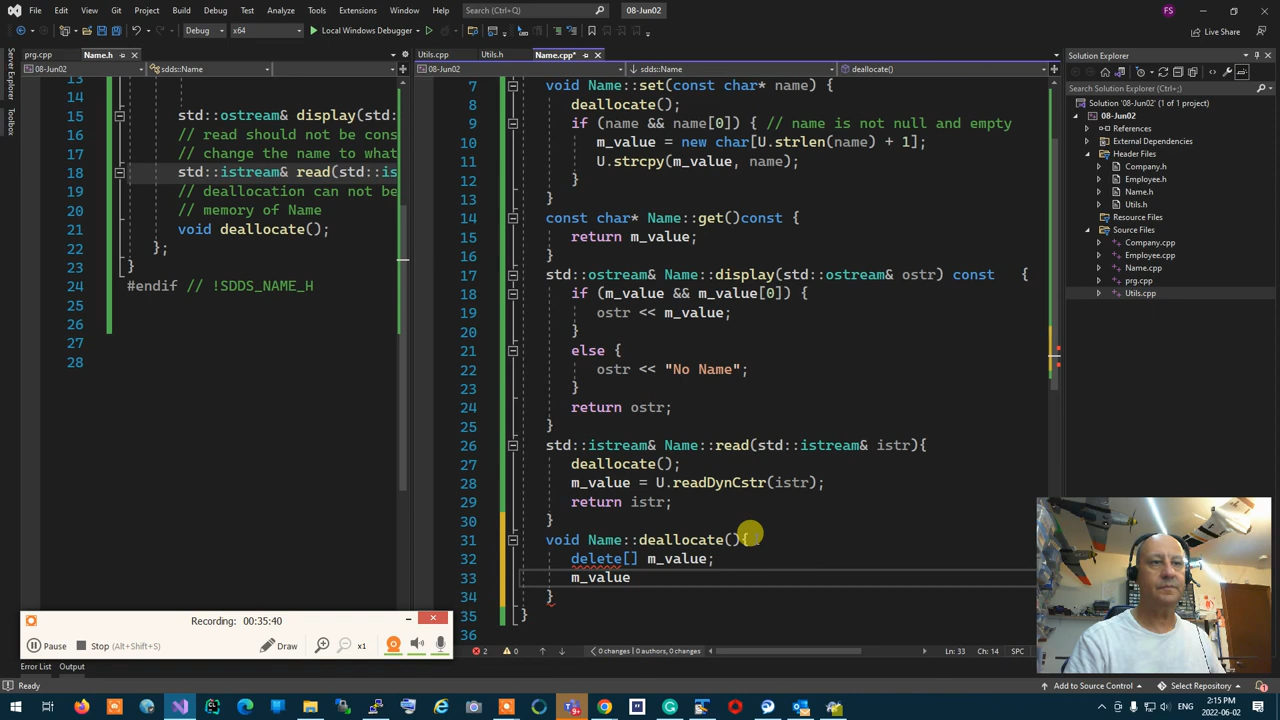 File Edit View Git Project Build Debug Test Analyze Tools Extensions Window Help Search (Ctrl+Q) 08-Jun02 FS
Debug x64 Local Windows Debugger Live Share
Server Explorer
Toolbox
prg.cpp Name.h
08-Jun02 sdds::Name
13
14
15 std::ostream& display(std:
16 // read should not be cons
17 // change the name to what
18 std::istream& read(std::is
19 // deallocation can not be
20 // memory of Name
21 void deallocate();
22 };
23 }
24 #endif // !SDDS_NAME_H
25
26
27
28
Utils.cpp Utils.h Name.cpp*
08-Jun02 sdds::Name deallocate()
7 void Name::set(const char* name) {
8 deallocate();
9 if (name && name[0]) { // name is not null and empty
10 m_value = new char[U.strlen(name) + 1];
11 U.strcpy(m_value, name);
12 }
13 }
14 const char* Name::get()const {
15 return m_value;
16 }
17 std::ostream& Name::display(std::ostream& ostr) const {
18 if (m_value && m_value[0]) {
19 ostr << m_value;
20 }
21 else {
22 ostr << "No Name";
23 }
24 return ostr;
25 }
26 std::istream& Name::read(std::istream& istr){
27 deallocate();
28 m_value = U.readDynCstr(istr);
29 return istr;
30 }
31 void Name::deallocate(){
32 delete[] m_value;
33 m_value
34 }
35 }
36
2 0 0 changes | 0 authors, 0 changes Ln: 33 Ch: 14 SPC
Solution Explorer
Search Solution Explorer (Ctrl+;)
Solution '08-Jun02' (1 of 1 project)
08-Jun02
References
External Dependencies
Header Files
Company.h
Employee.h
Name.h
Utils.h
Resource Files
Source Files
Company.cpp
Employee.cpp
Name.cpp
prg.cpp
Utils.cpp
Recording: 00:35:40
Pause Stop (Alt+Shift+S) Draw x1
Error List Output
Ready Add to Source Control Select Repository
ENG 2:15 PM
2022-06-02